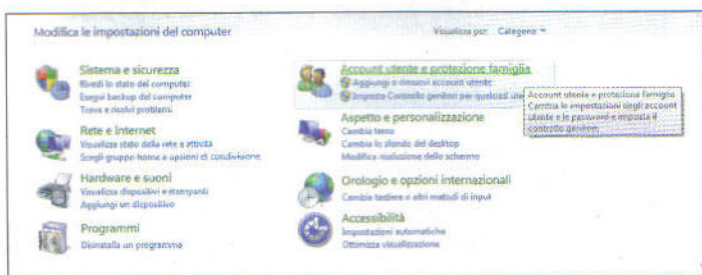 Modifica le impostazioni del computer
Visualizza per: Categoria
Sistema e sicurezza
Rivedi lo stato del computer
Esegui backup del computer
Trova e risolvi problemi
Rete e Internet
Visualizza stato della rete e attività
Scegli gruppo home e opzioni di condivisione
Hardware e suoni
Visualizza dispositivi e stampanti
Aggiungi un dispositivo
Programmi
Disinstalla un programma
Account utente e protezione famiglia
Aggiungi o rimuovi account utente
Imposta Controllo genitori per qualsiasi ute
Account utente e protezione famiglia
Cambia le impostazioni degli account
utente e le password e imposta il
controllo genitori.
Aspetto e personalizzazione
Cambia tema
Cambia lo sfondo del desktop
Modifica risoluzione dello schermo
Orologio e opzioni internazionali
Cambia tastiere o altri metodi di input
Accessibilità
Impostazioni automatiche
Ottimizza visualizzazione